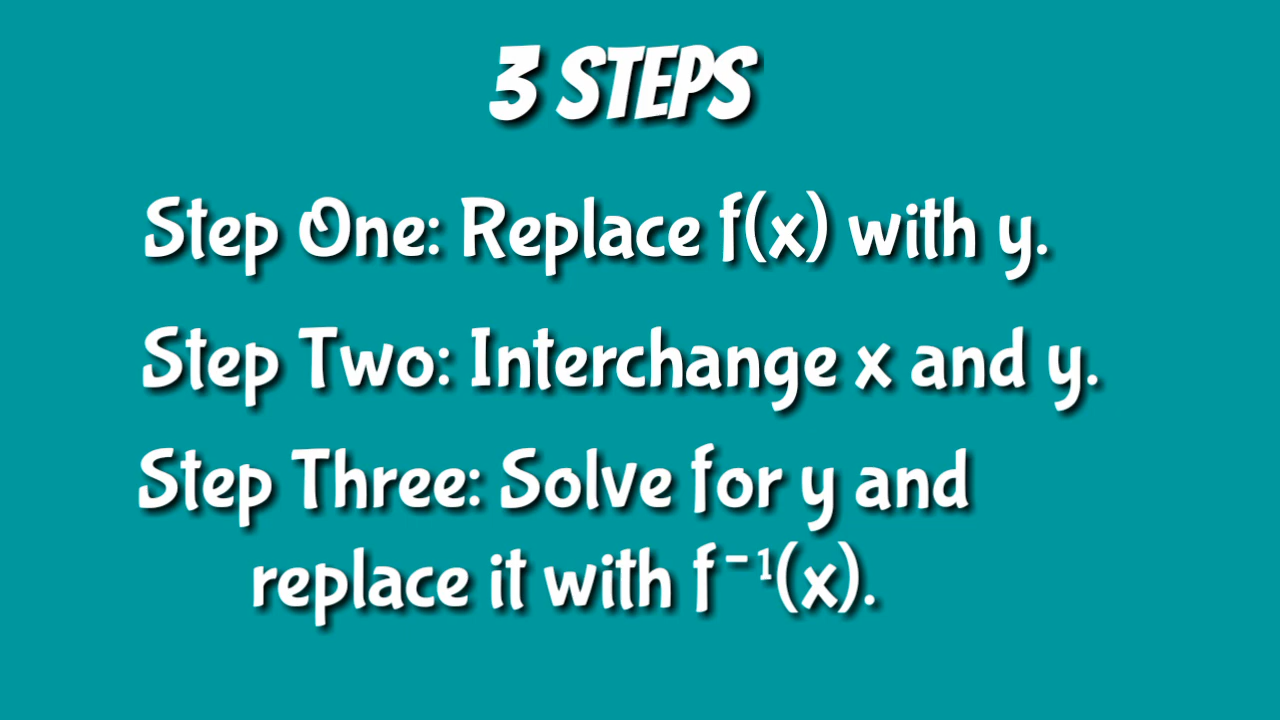 3 STEPS
Step One: Replace f(x) with y.
Step Two: Interchange x and y.
Step Three: Solve for y and
replace it with f⁻¹(x).